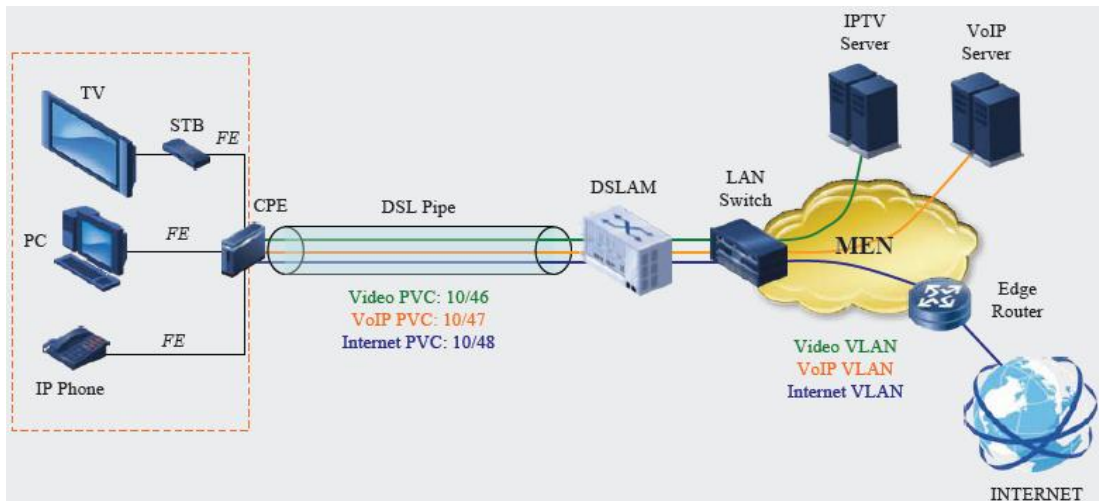 IPTV
Server
VoIP
Server
TV
STB
FE
DSLAM
LAN
Switch
CPE
DSL Pipe
PC
FE
MEN
Video PVC: 10/46
VoIP PVC: 10/47
Internet PVC: 10/48
Edge
Router
FE
IP Phone
Video VLAN
VoIP VLAN
Internet VLAN
INTERNET